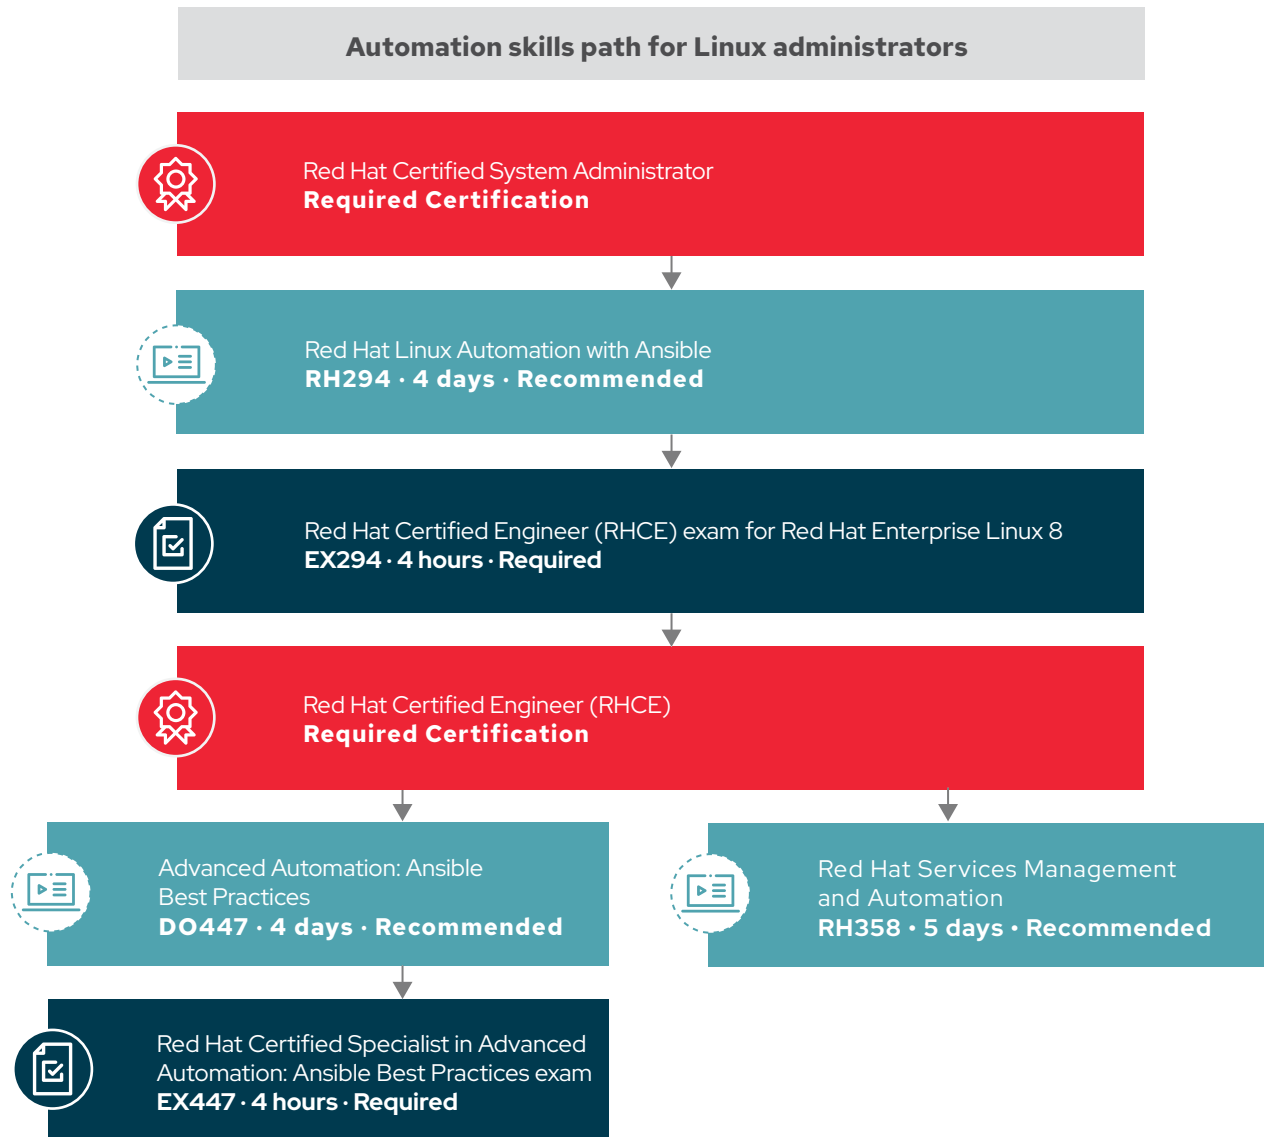 Automation skills path for Linux administrators
Red Hat Certified System Administrator
Required Certification
Red Hat Linux Automation with Ansible
RH294 · 4 days · Recommended
Red Hat Certified Engineer (RHCE) exam for Red Hat Enterprise Linux 8
EX294 · 4 hours · Required
Red Hat Certified Engineer (RHCE)
Required Certification
Advanced Automation: Ansible
Best Practices
DO447 · 4 days · Recommended
Red Hat Services Management
and Automation
RH358 • 5 days • Recommended
Red Hat Certified Specialist in Advanced
Automation: Ansible Best Practices exam
EX447 · 4 hours · Required